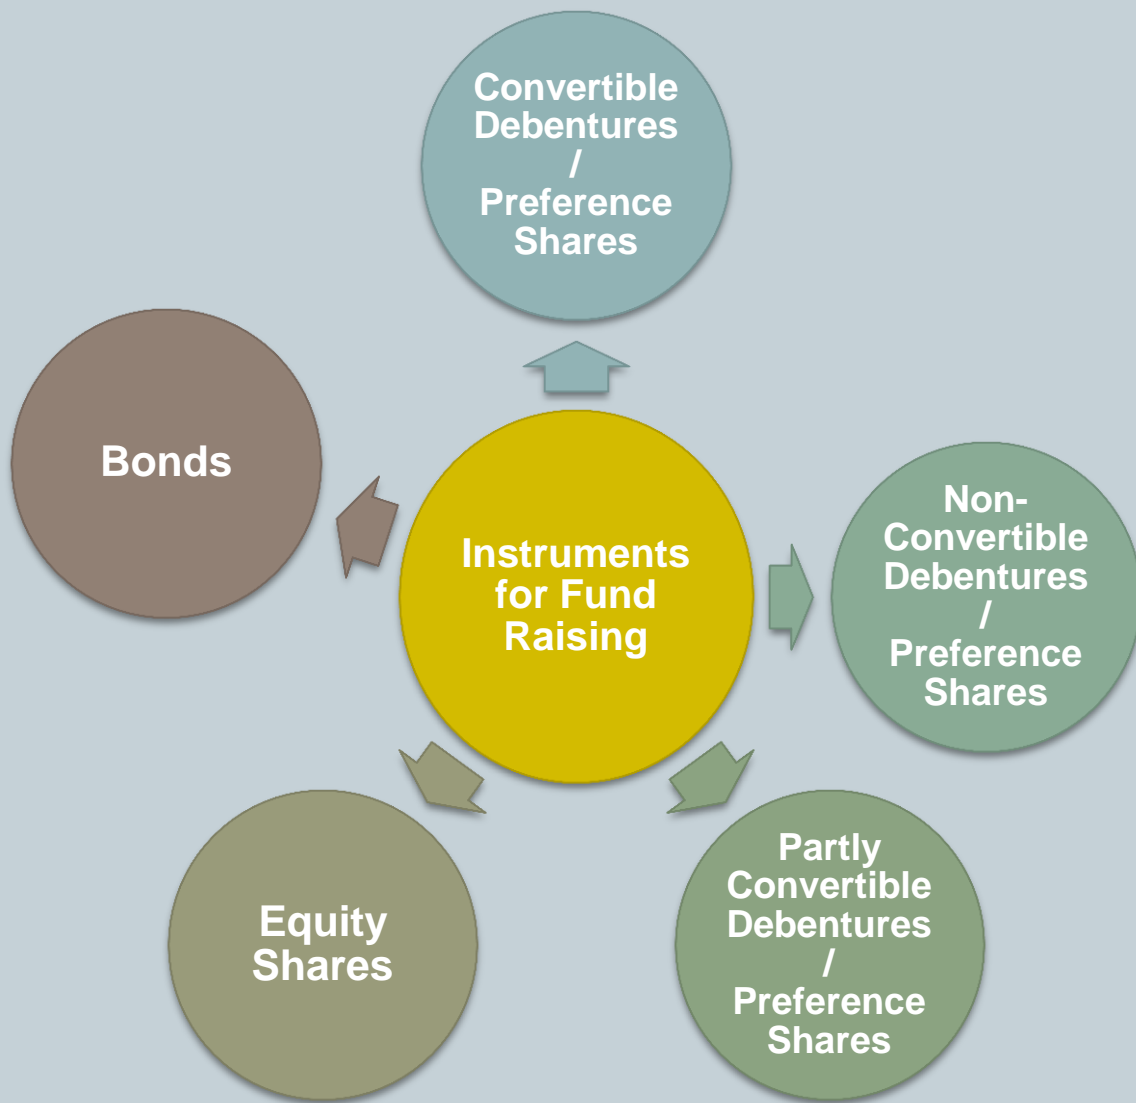 Convertible
Debentures
/
Preference
Shares
Bonds
Instruments
for Fund
Raising
Non-
Convertible
Debentures
/
Preference
Shares
Partly
Convertible
Debentures
/
Preference
Shares
Equity
Shares